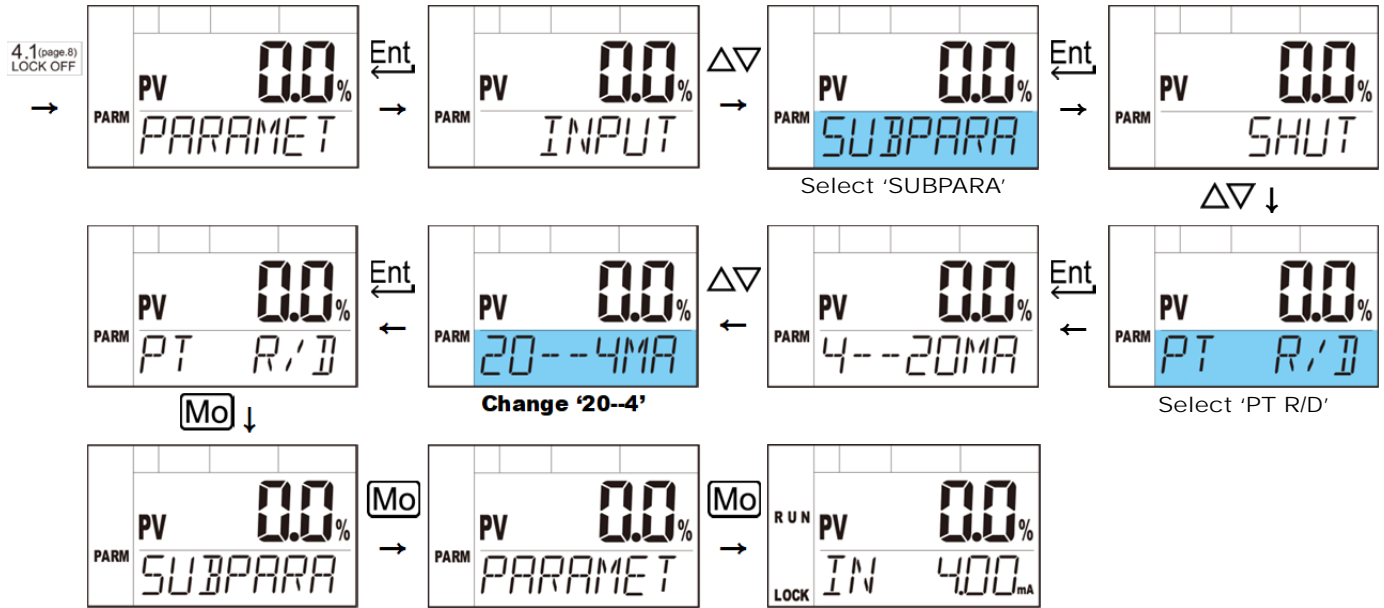 4.1(page.8)
LOCK OFF
→
PV 0.0%
PARM
PARAMET
Ent
→
PV 0.0%
PARM
INPUT
△▽
→
PV 0.0%
PARM
SUBPARA
Select ‘SUBPARA’
Ent
→
PV 0.0%
PARM
SHUT
△▽ ↓
PV 0.0%
PARM
PT R/D
Select ‘PT R/D’
Ent
←
PV 0.0%
PARM
4--20MA
△▽
←
PV 0.0%
PARM
20--4MA
Change ‘20--4’
Ent
←
PV 0.0%
PARM
PT R/D
Mo ↓
PV 0.0%
PARM
SUBPARA
Mo
→
PV 0.0%
PARM
PARAMET
Mo
→
RUN PV 0.0%
LOCK IN 4.00mA